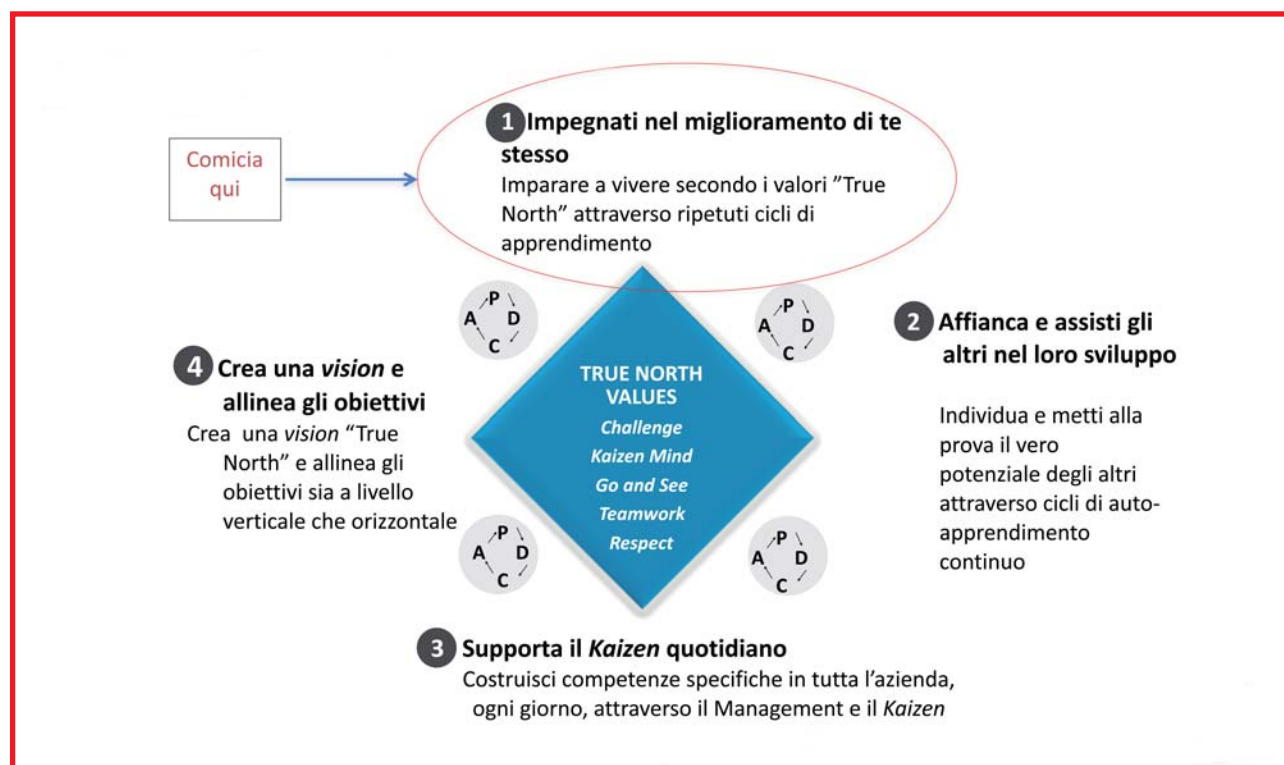 Comicia
qui
1 Impegnati nel miglioramento di te
stesso
Imparare a vivere secondo i valori ”True
North” attraverso ripetuti cicli di
apprendimento
P
A D
C
P
A D
C
2 Affianca e assisti gli
altri nel loro sviluppo
Individua e metti alla
prova il vero
potenziale degli altri
attraverso cicli di auto-
apprendimento
continuo
4 Crea una vision e
allinea gli obiettivi
Crea una vision “True
North” e allinea gli
obiettivi sia a livello
verticale che orizzontale
TRUE NORTH
VALUES
Challenge
Kaizen Mind
Go and See
Teamwork
Respect
P
A D
C
P
A D
C
3 Supporta il Kaizen quotidiano
Costruisci competenze specifiche in tutta l’azienda,
ogni giorno, attraverso il Management e il Kaizen